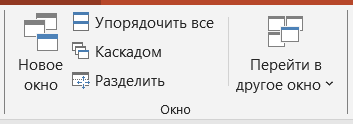 Новое
окно
Упорядочить все
Каскадом
Разделить
Перейти в
другое окно
Окно